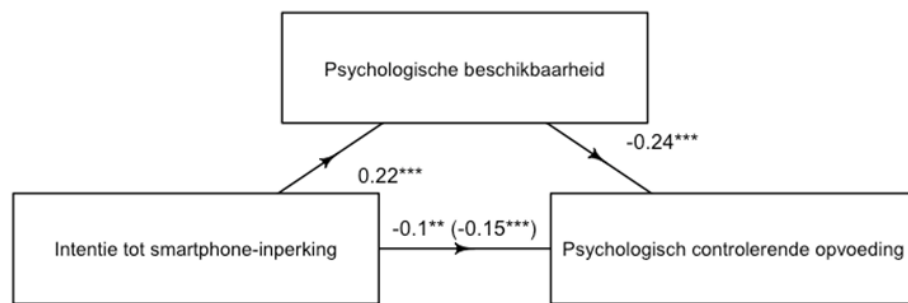 Psychologische beschikbaarheid
-0.24***
0.22***
-0.1** (-0.15***)
Intentie tot smartphone-inperking
Psychologisch controlerende opvoeding